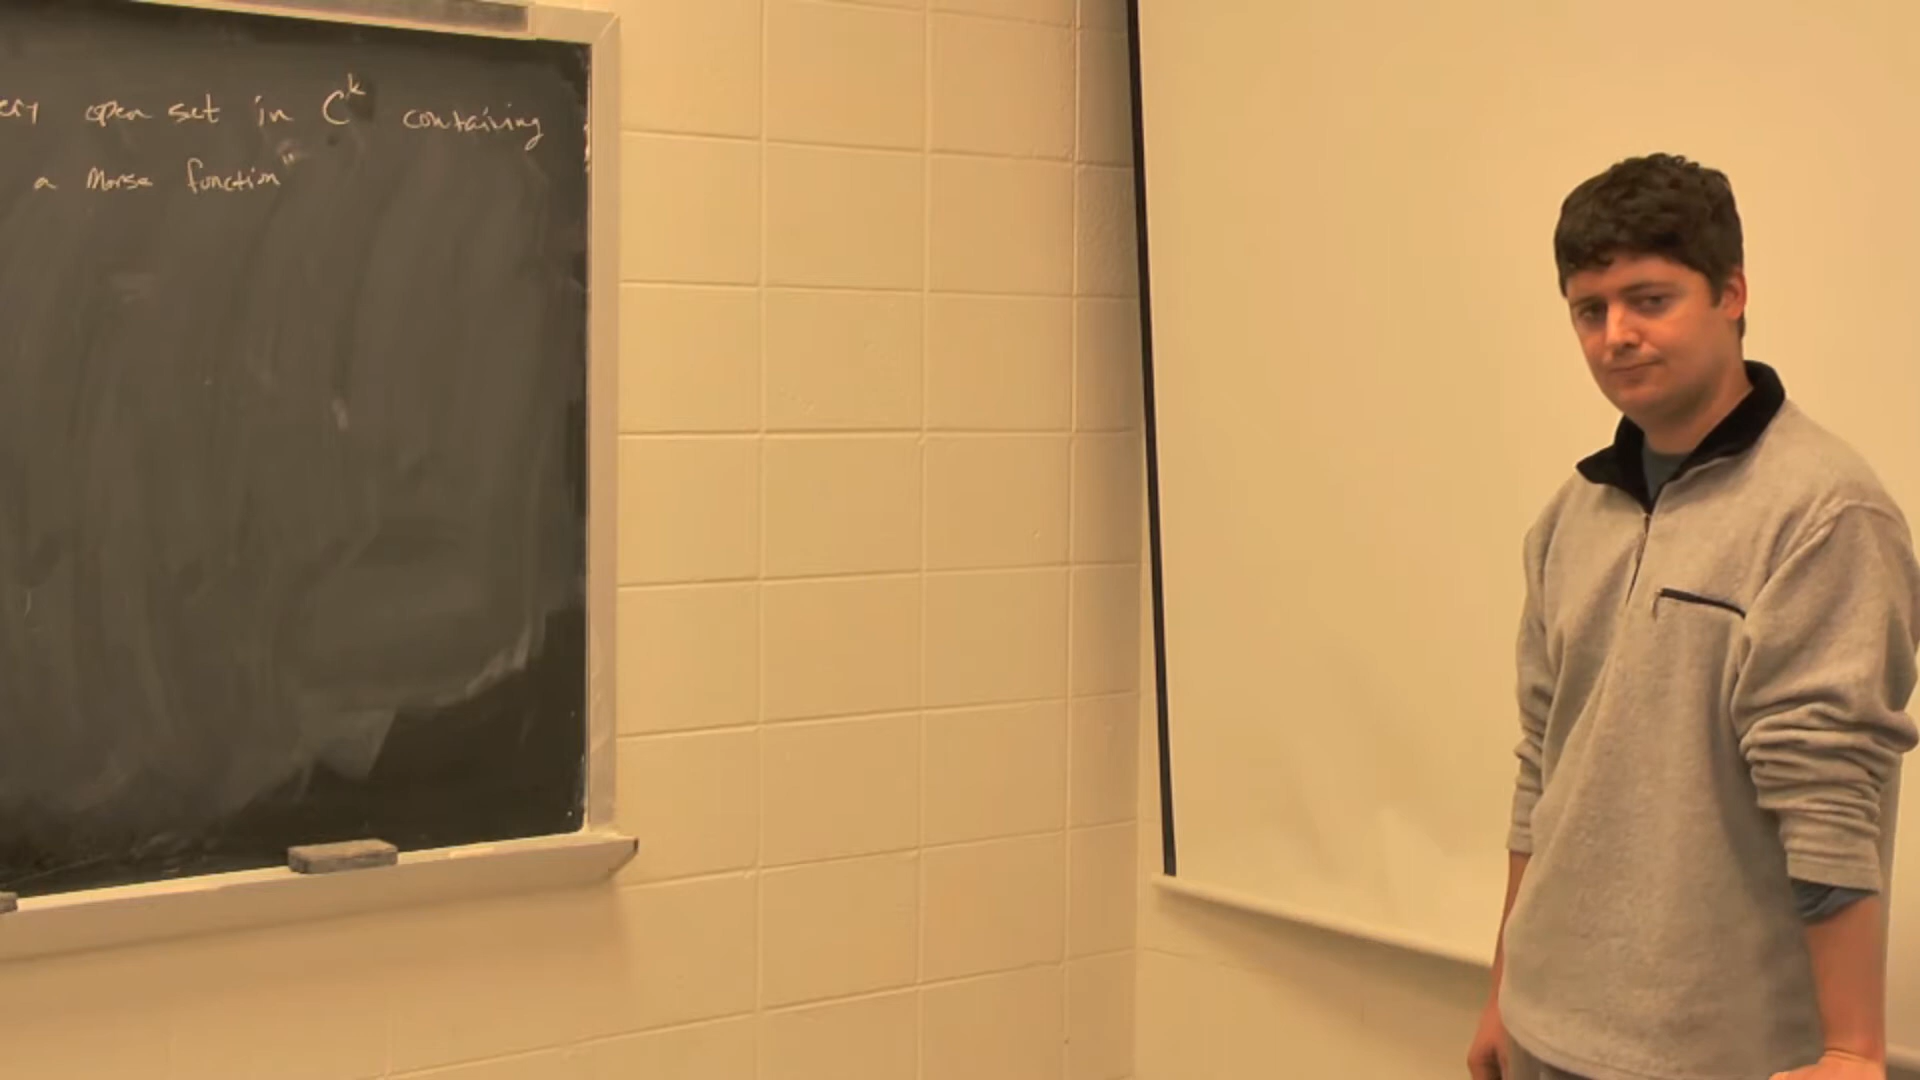 ery open set in C^k containing
a Morse function"